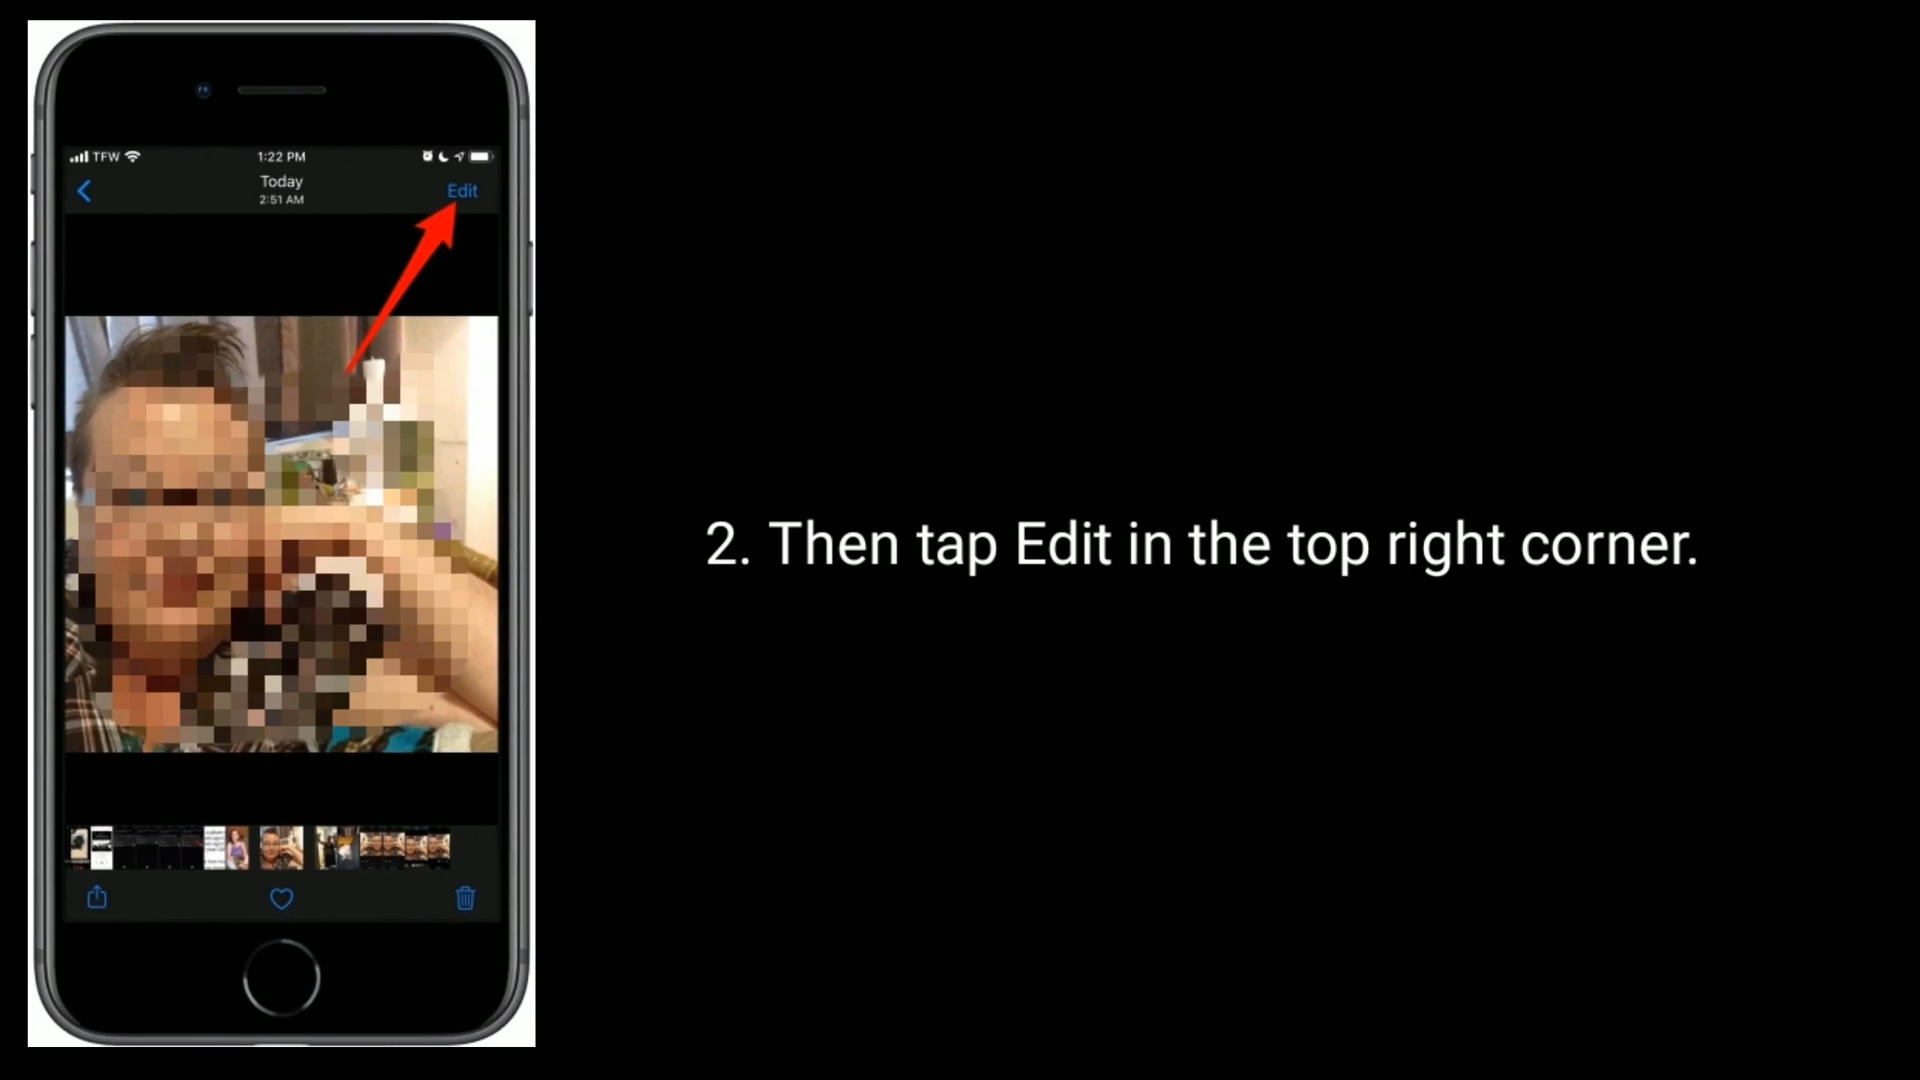 TFW
1:22 PM
Today
2:51 AM
Edit
2. Then tap Edit in the top right corner.